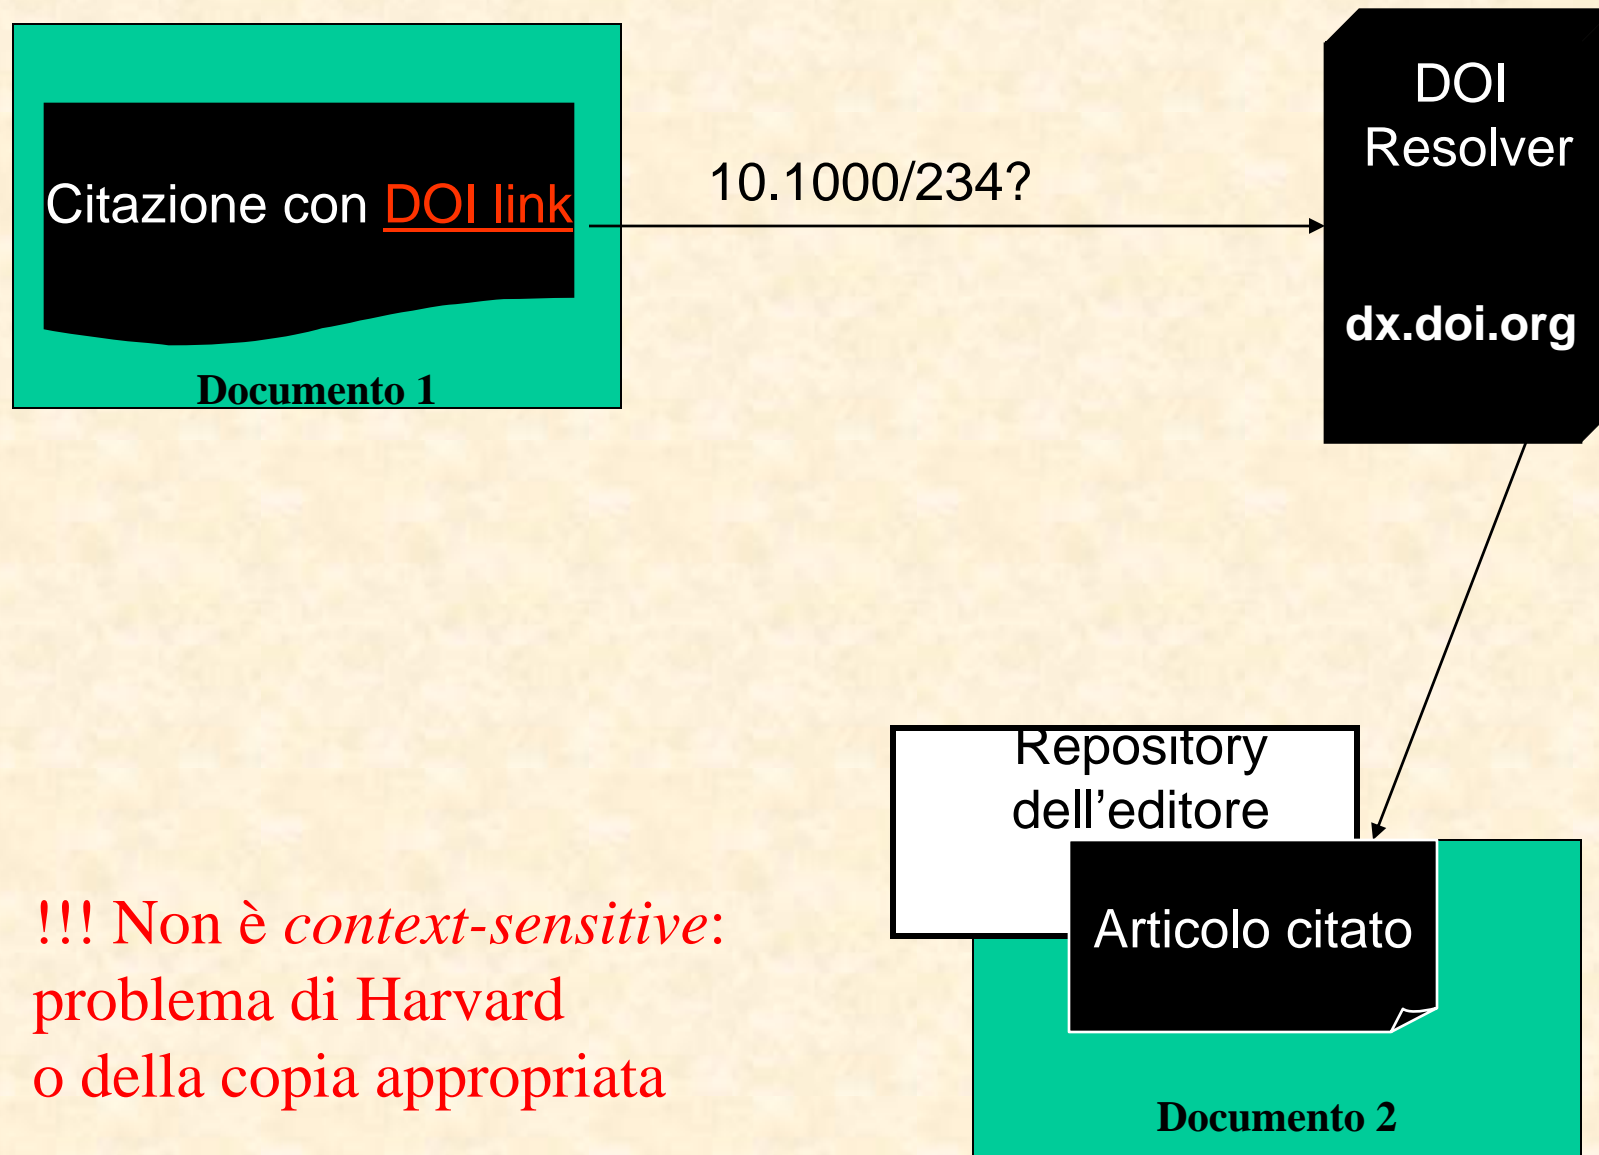 Citazione con DOI link
Documento 1
10.1000/234?
DOI
Resolver
dx.doi.org
Repository
dell’editore
Articolo citato
Documento 2
!!! Non è context-sensitive:
problema di Harvard
o della copia appropriata